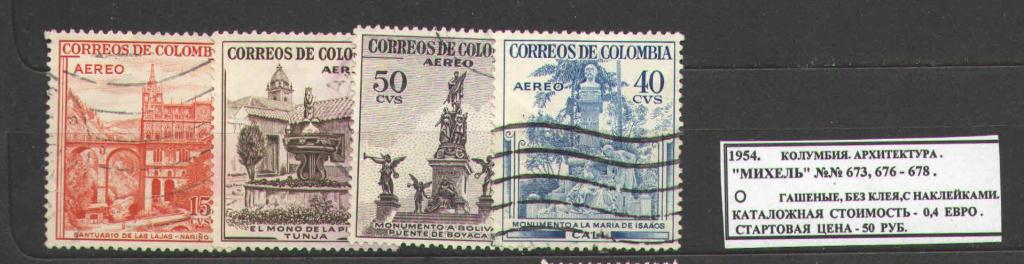 CORREOS DE COLOMB
AEREO
15
CVS
SANTUARIO DE LAS LAJAS - NARIÑO
CORREOS DE COLO
AER
EL MONO DE LA PI
TUNJA
CORREOS DE COLO
AEREO
50
CVS
MONUMENTO A BOLIVA
PUENTE DE BOYACA
CORREOS DE COLOMBIA
AEREO
40
CVS
MONUMENTO A LA MARIA DE ISAACS
CALI
1954. КОЛУМБИЯ. АРХИТЕКТУРА.
"МИХЕЛЬ" №№ 673, 676 - 678.
О ГАШЕНЫЕ, БЕЗ КЛЕЯ, С НАКЛЕЙКАМИ.
КАТАЛОЖНАЯ СТОИМОСТЬ - 0,4 ЕВРО.
СТАРТОВАЯ ЦЕНА - 50 РУБ.